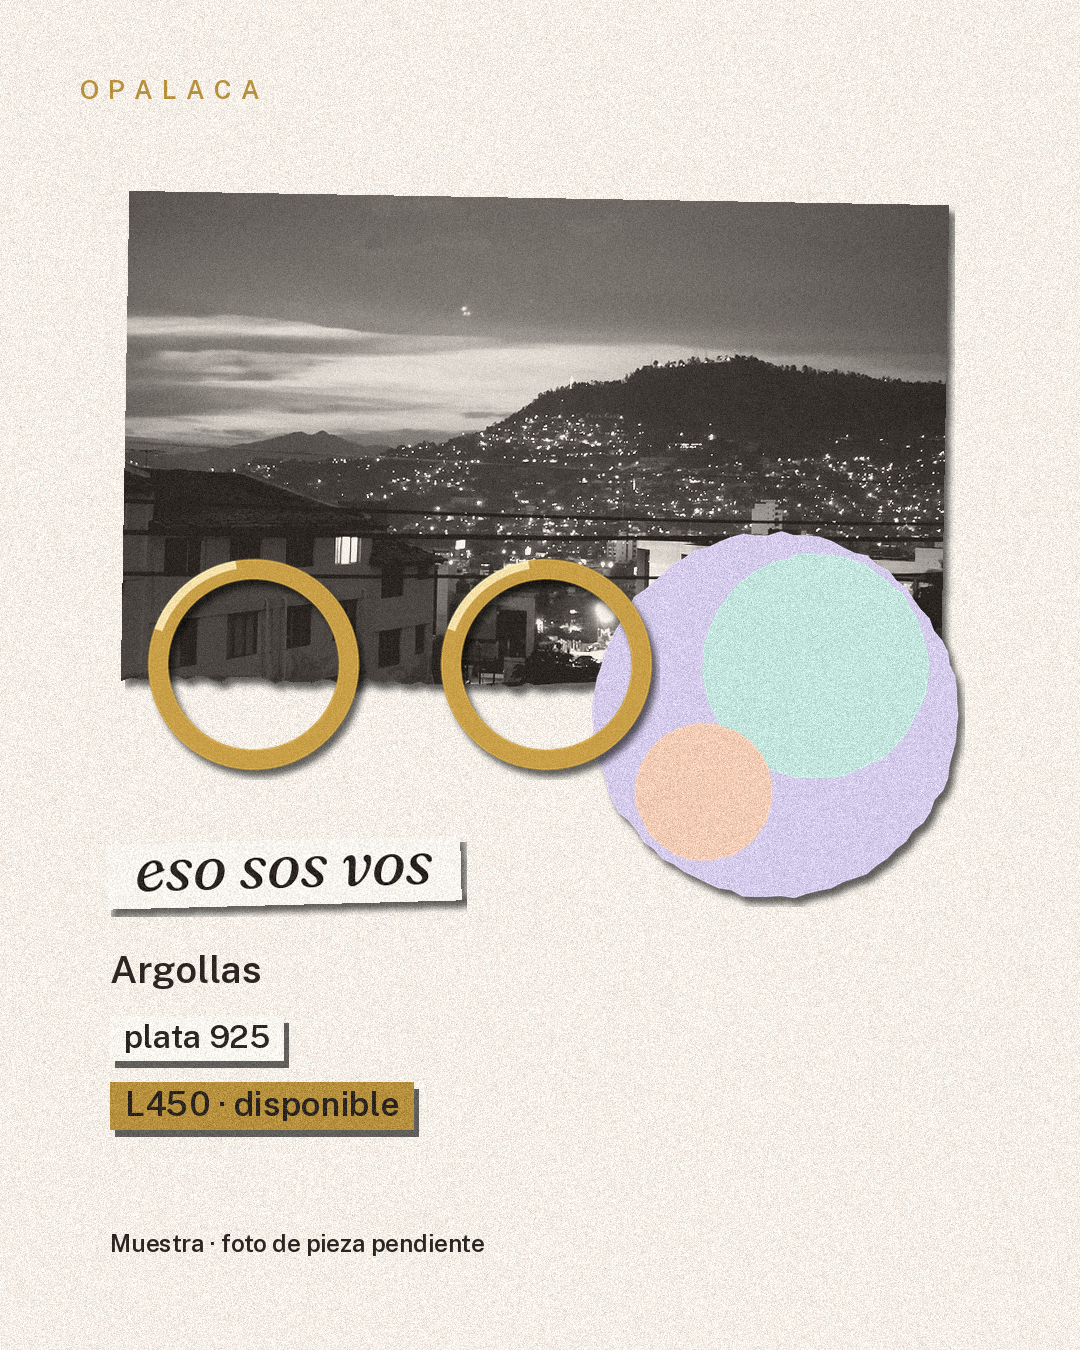 OPALACA
eso sos vos
Argollas
plata 925
L450 · disponible
Muestra · foto de pieza pendiente